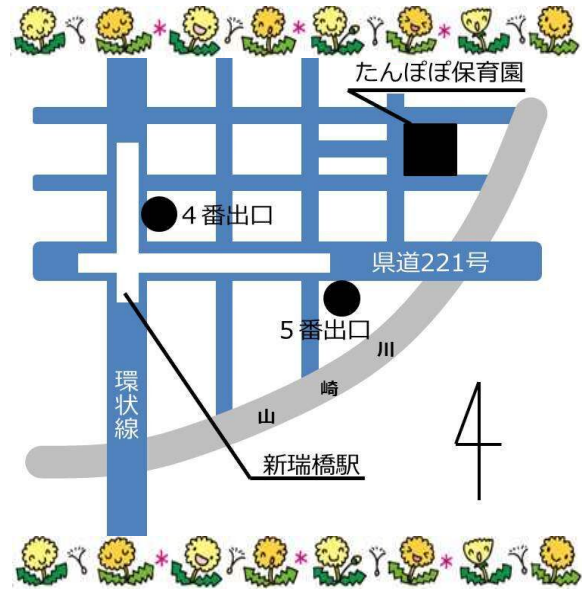 たんぽぽ保育園
4番出口
県道221号
5番出口
環状線
山崎川
新瑞橋駅